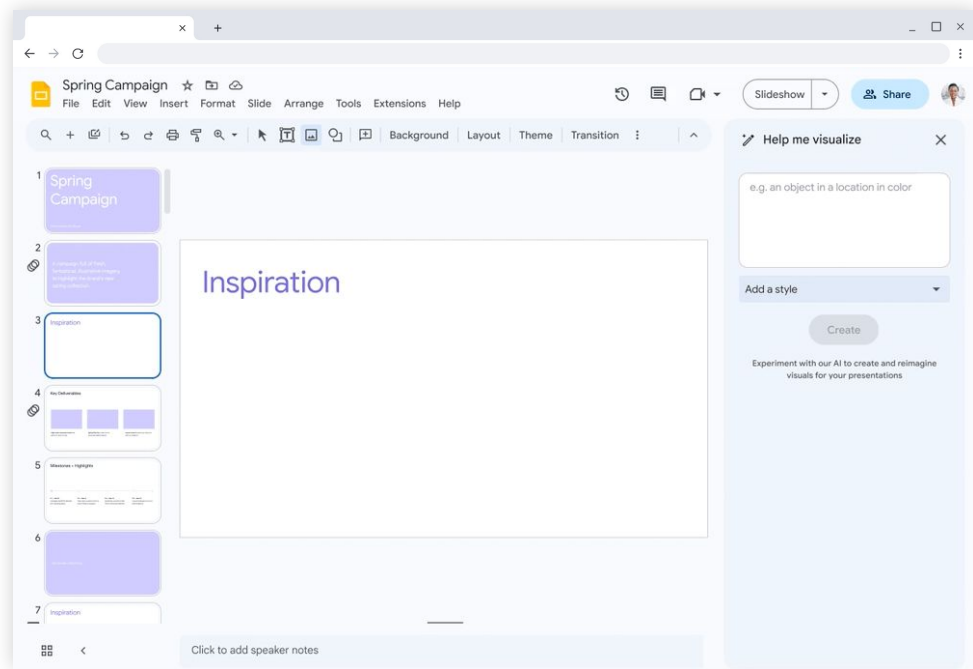 Spring Campaign
File Edit View Insert Format Slide Arrange Tools Extensions Help
Slideshow
Share
Background Layout Theme Transition
Help me visualize
e.g. an object in a location in color
Add a style
Create
Experiment with our AI to create and reimagine
visuals for your presentations
1
Spring
Campaign
2
3
Inspiration
4
Key Deliverables
5
Milestones + highlights
6
7
Inspiration
Inspiration
Click to add speaker notes